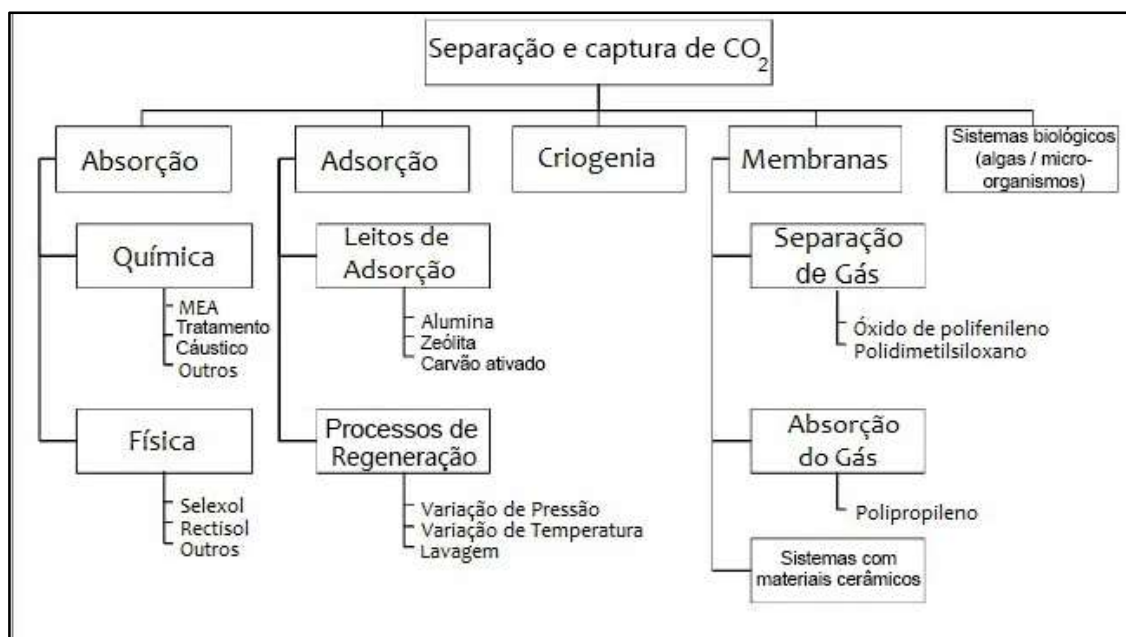 Separação e captura de CO2
Absorção
Química
MEA
Tratamento
Cáustico
Outros
Física
Selexol
Rectisol
Outros
Adsorção
Leitos de
Adsorção
Alumina
Zeólita
Carvão ativado
Processos de
Regeneração
Variação de Pressão
Variação de Temperatura
Lavagem
Criogenia
Membranas
Separação
de Gás
Óxido de polifenileno
Polidimetilsiloxano
Absorção
do Gás
Polipropileno
Sistemas com
materiais cerâmicos
Sistemas biológicos
(algas / micro-
organismos)